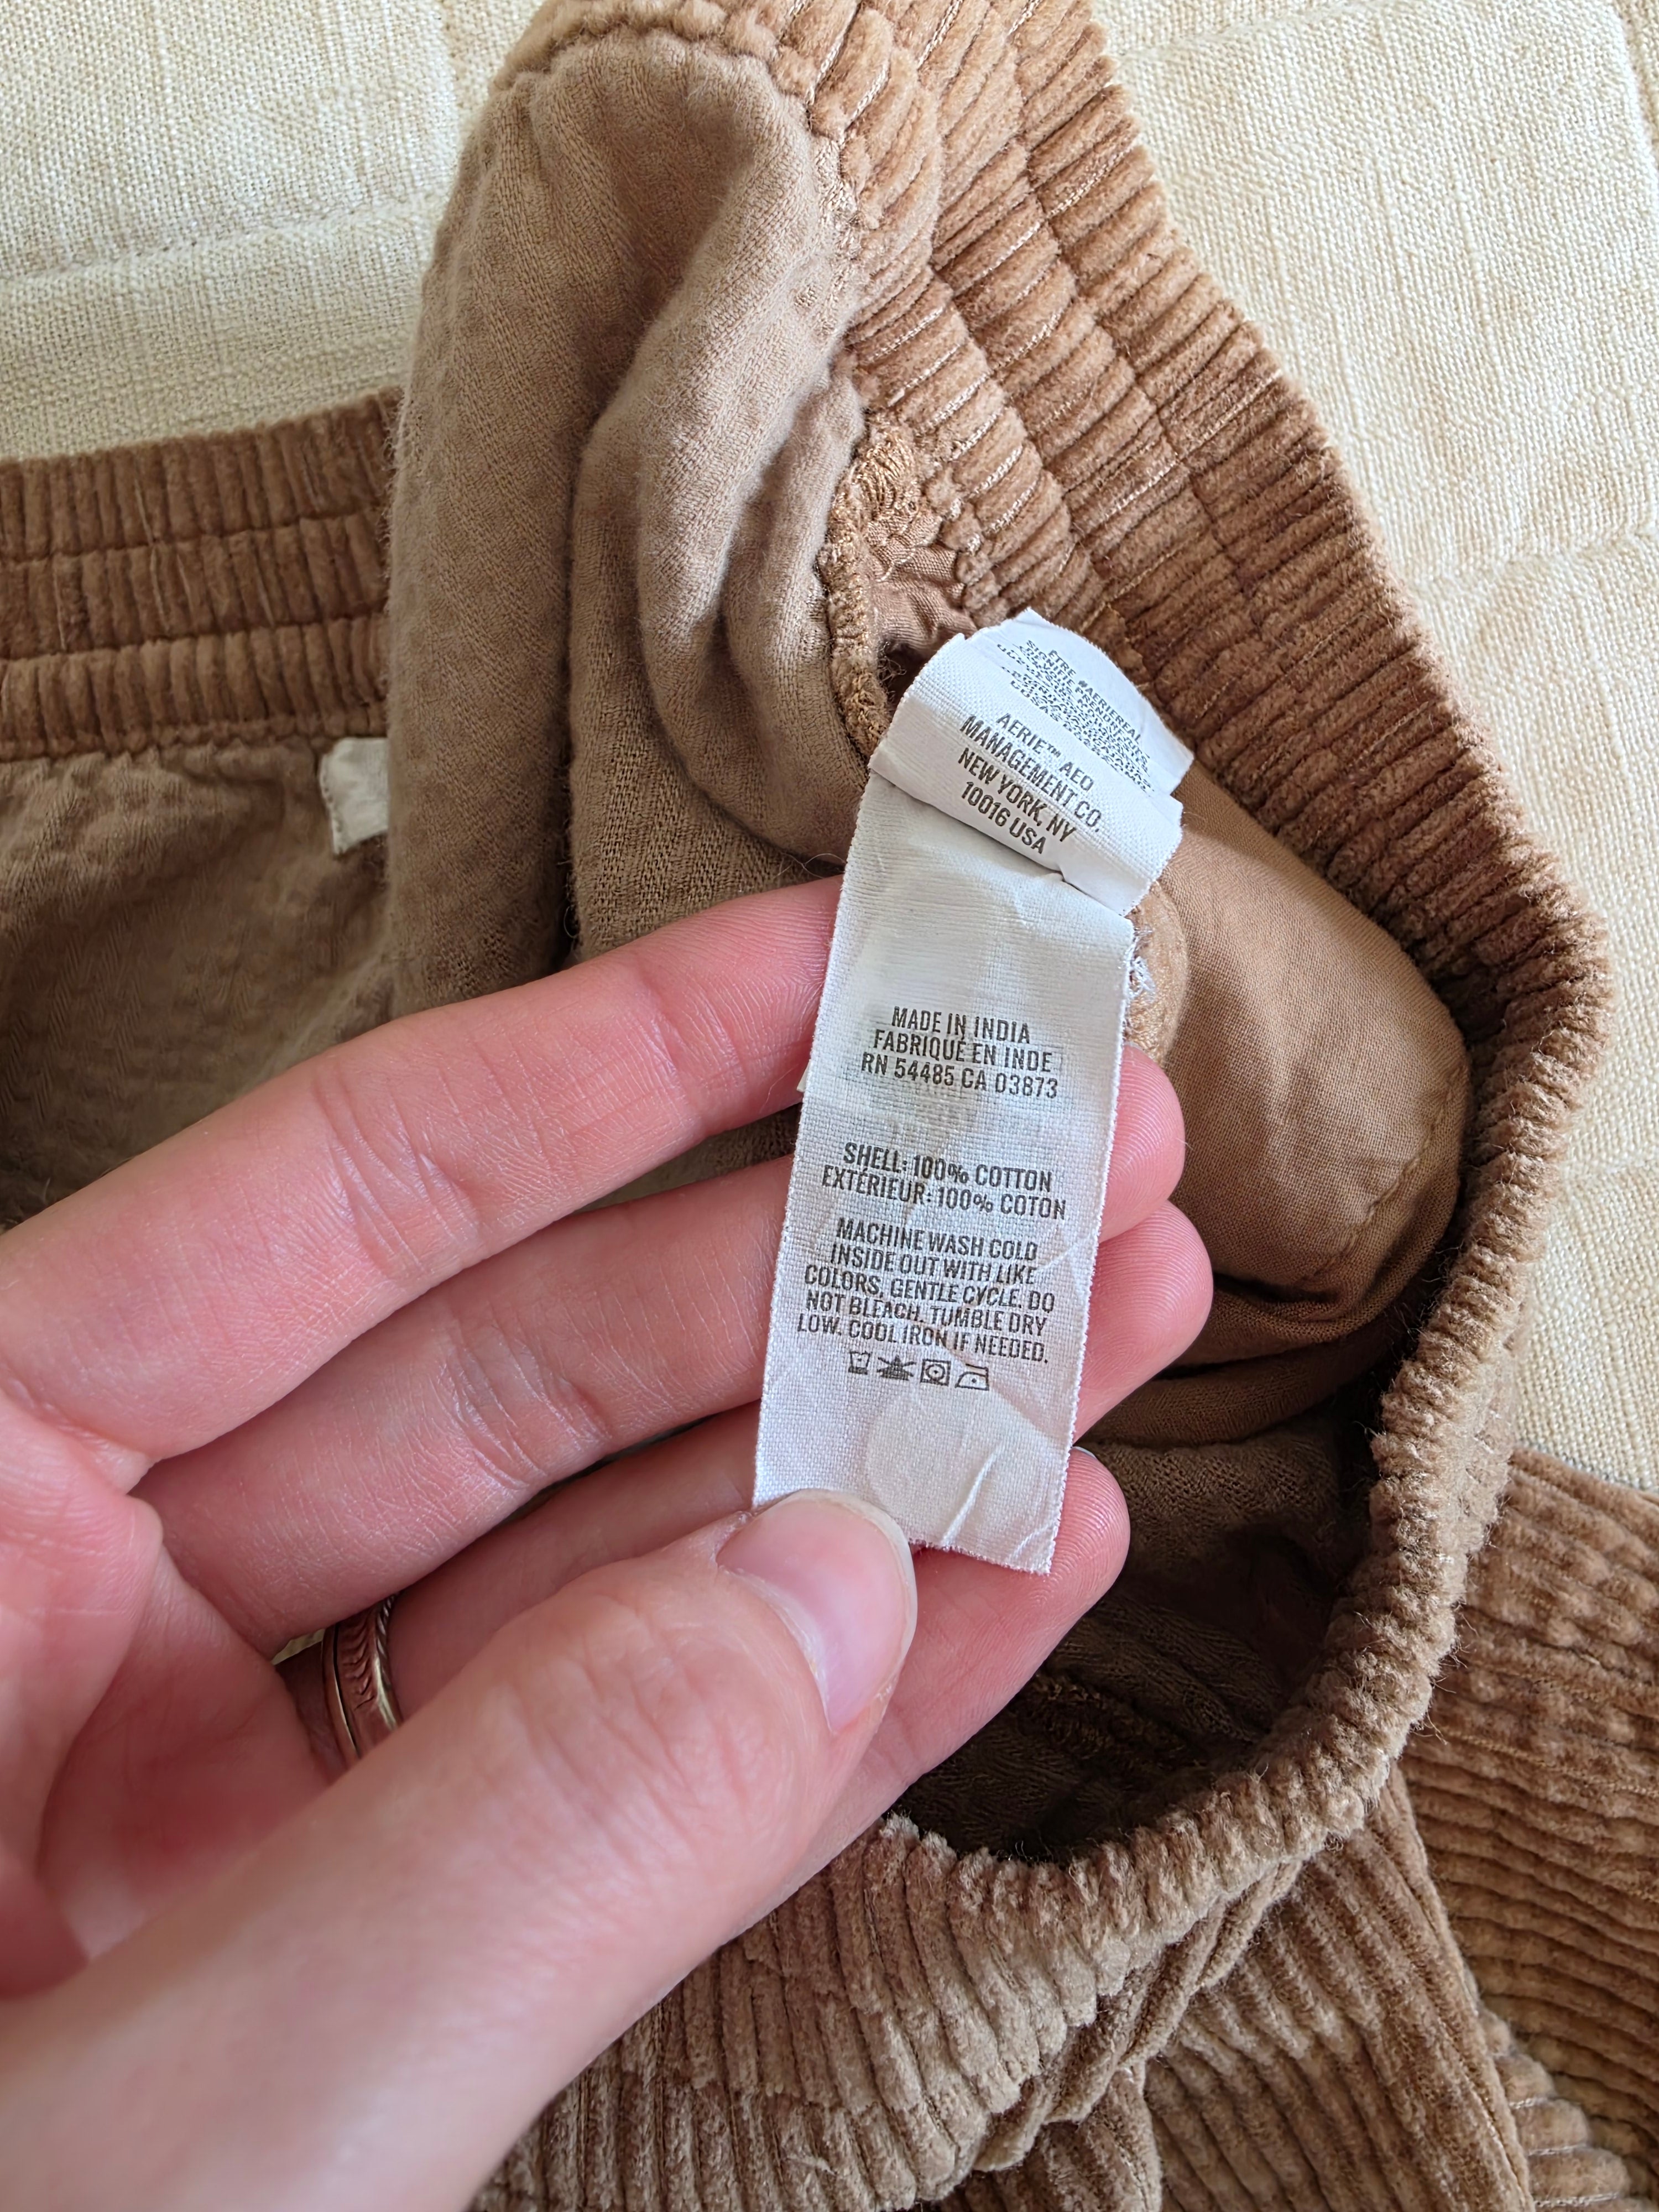 ÊTRE #AERIEREAL
AERIE™ AEO
MANAGEMENT CO.
NEW YORK, NY
10016 USA
MADE IN INDIA
FABRIQUÉ EN INDE
RN 54485 CA 03873
SHELL: 100% COTTON
EXTÉRIEUR: 100% COTON
MACHINE WASH COLD
INSIDE OUT WITH LIKE
COLORS, GENTLE CYCLE. DO
NOT BLEACH. TUMBLE DRY
LOW. COOL IRON IF NEEDED.